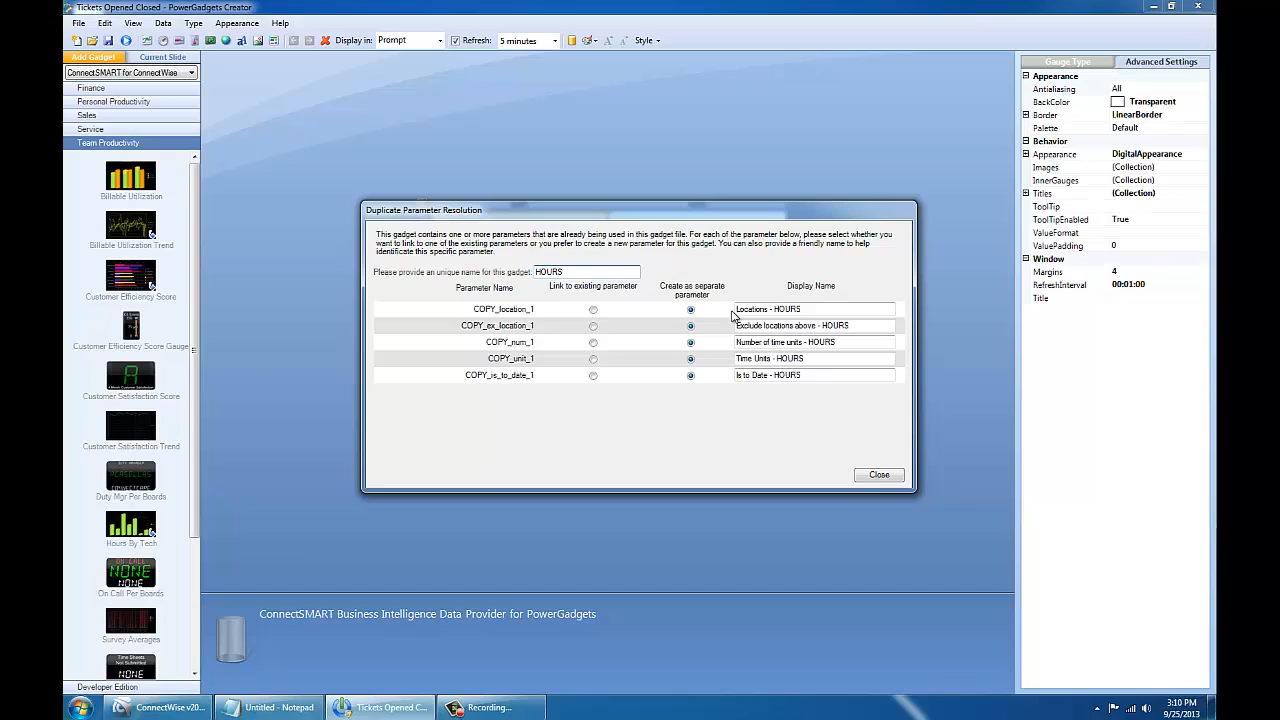 Tickets Opened Closed - PowerGadgets Creator
File Edit View Data Type Appearance Help
Display in: Prompt Refresh: 5 minutes Style
Add Gadget Current Slide
ConnectSMART for ConnectWise
Finance
Personal Productivity
Sales
Service
Team Productivity
Billable Utilization
Billable Utilization Trend
Customer Efficiency Score
Customer Efficiency Score Gauge
Customer Satisfaction Score
Customer Satisfaction Trend
Duty Mgr Per Boards
Hours By Tech
ON CALL
NONE
NONE
On Call Per Boards
Survey Averages
Time Sheets
Not Submitted
NONE
Developer Edition
Duplicate Parameter Resolution
This gadget contains one or more parameters that are already being used in this gadget file. For each of the parameter below, please select whether you
want to link to one of the existing parameters or you prefer to create a new parameter for this gadget. You can also provide a friendly name to help
identificate this specific parameter.
Please provide an unique name for this gadget: HOURS
Parameter Name Link to existing parameter Create as separate parameter Display Name
COPY_location_1 Locations - HOURS
COPY_ex_location_1 Exclude locations above - HOURS
COPY_num_1 Number of time units - HOURS
COPY_unit_1 Time Units - HOURS
COPY_is_to_date_1 Is to Date - HOURS
Close
ConnectSMART Business Intelligence Data Provider for PowerGadgets
Gauge Type Advanced Settings
Appearance
Antialiasing All
BackColor Transparent
Border LinearBorder
Palette Default
Behavior
Appearance DigitalAppearance
Images (Collection)
InnerGauges (Collection)
Titles (Collection)
ToolTip
ToolTipEnabled True
ValueFormat
ValuePadding 0
Window
Margins 4
RefreshInterval 00:01:00
Title
ConnectWise v20... Untitled - Notepad Tickets Opened C... Recording...
3:10 PM
9/25/2013